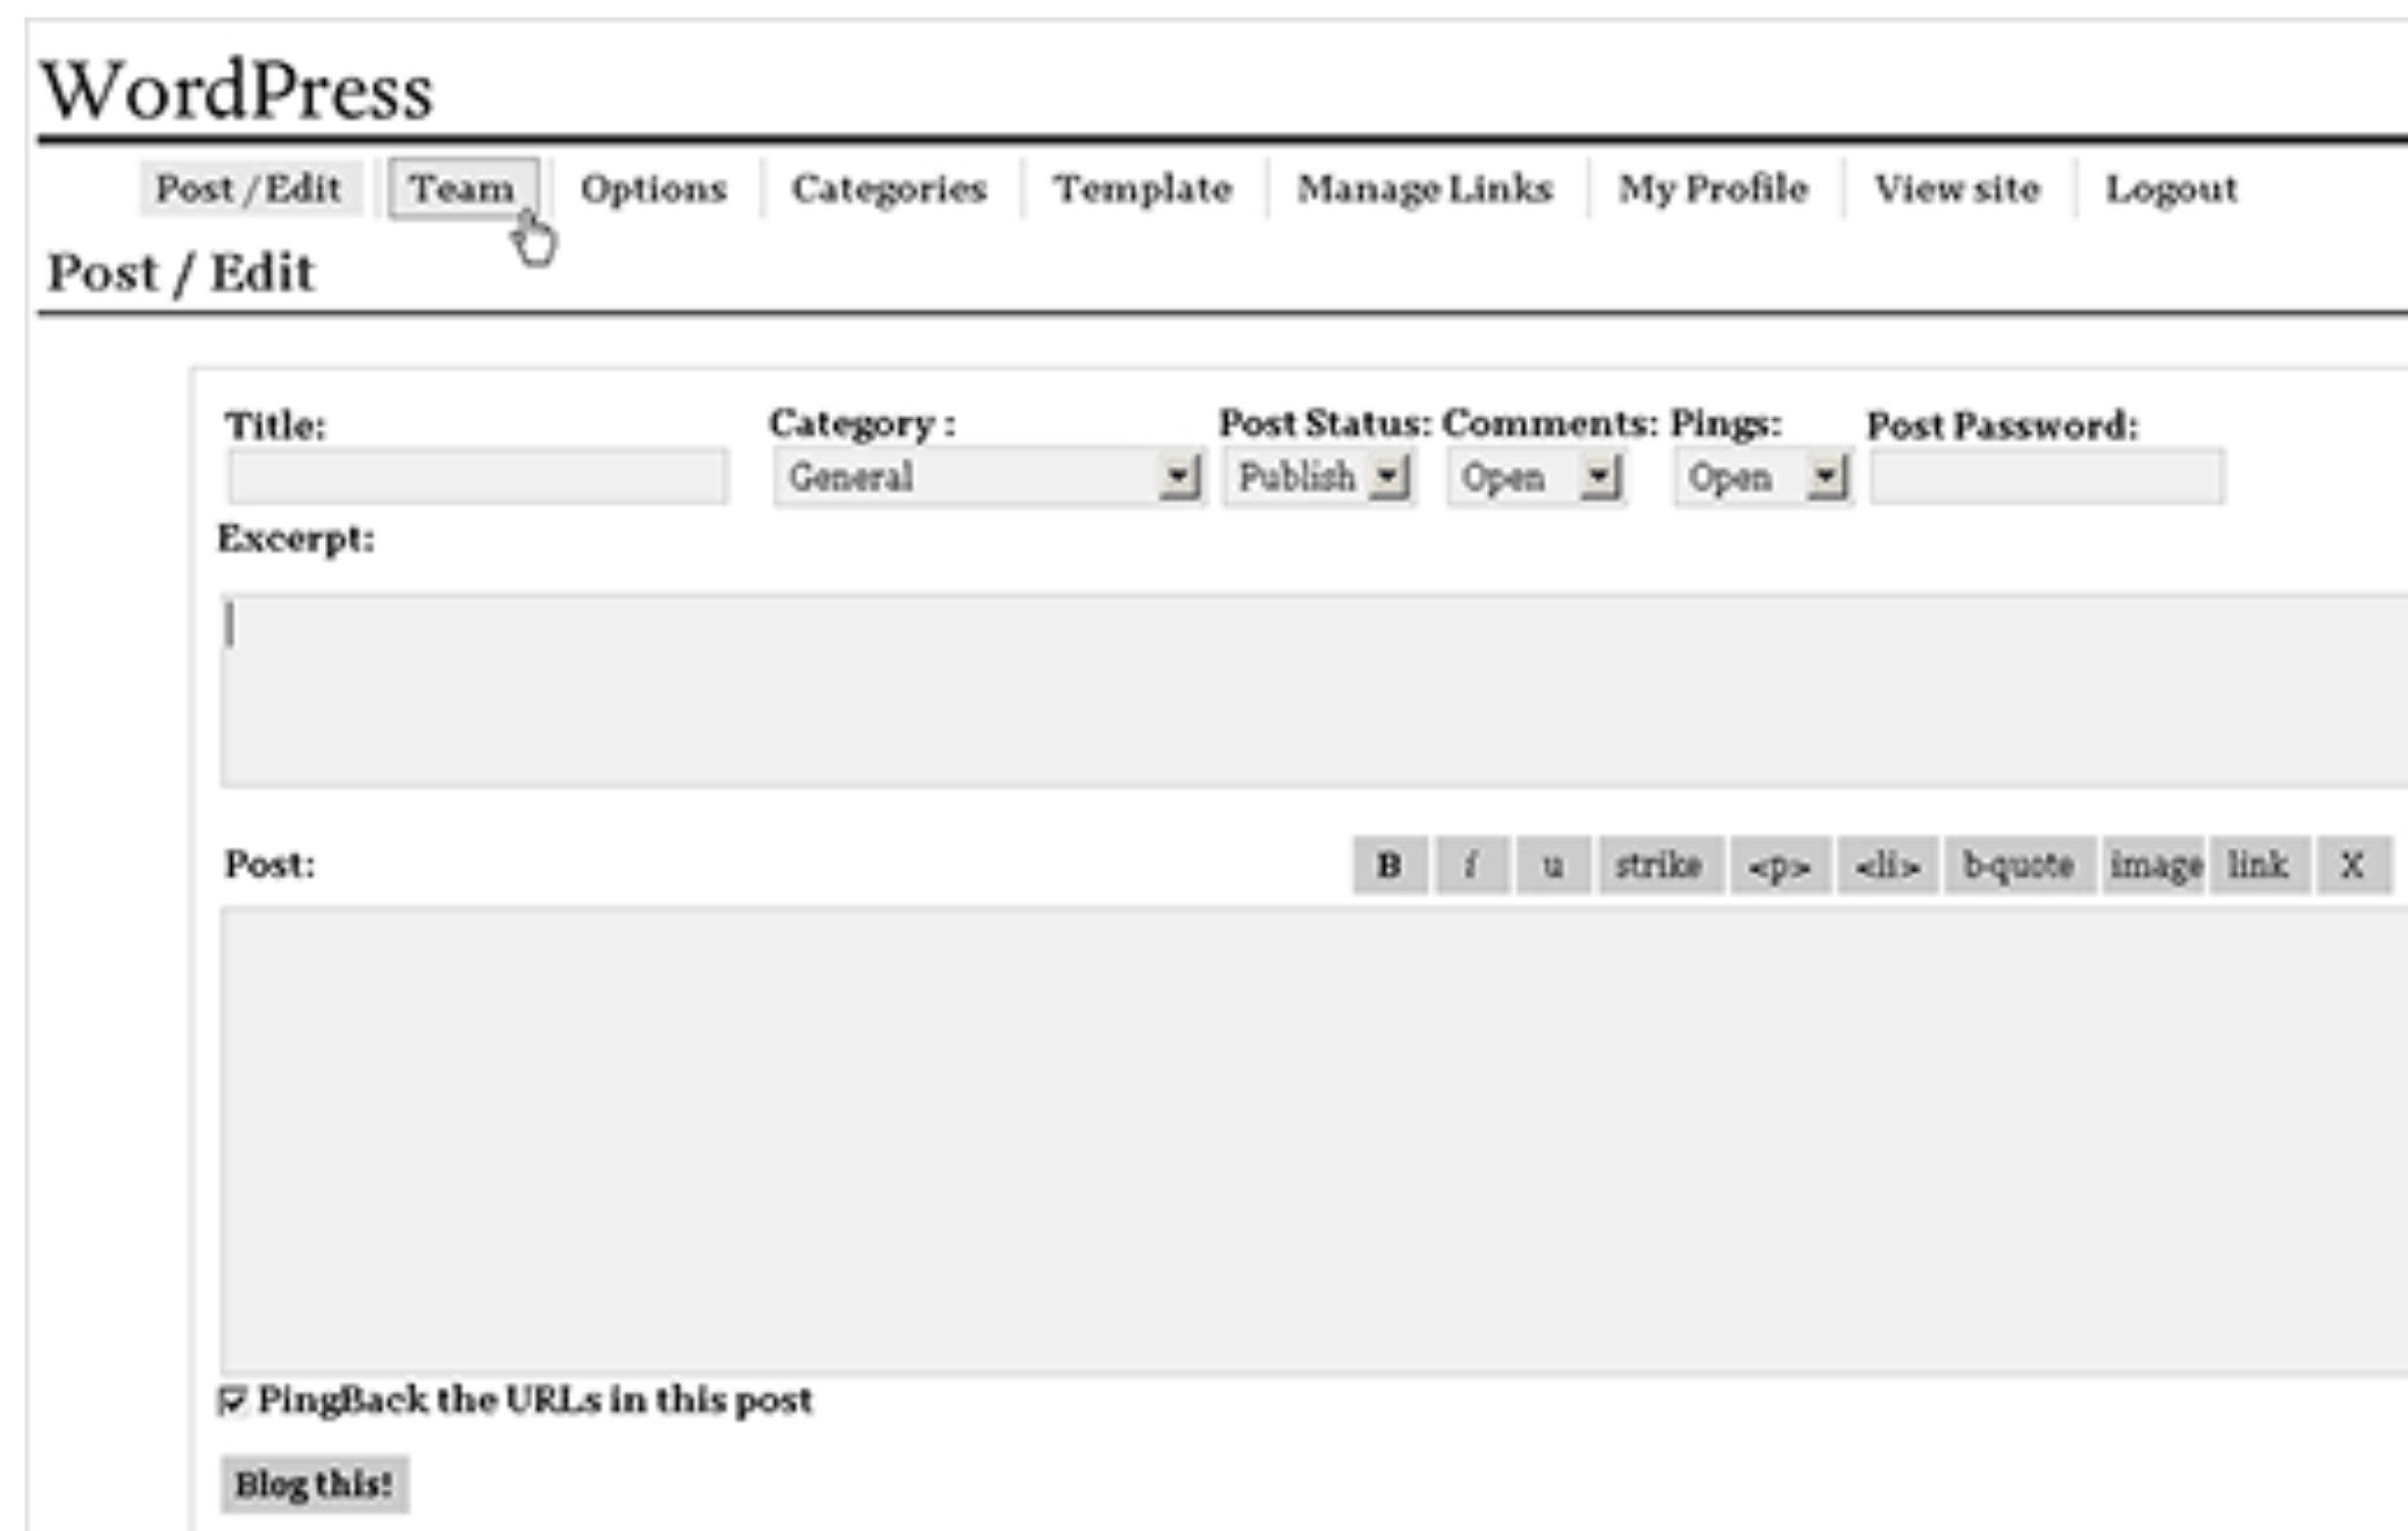 WordPress
Post / Edit Team Options Categories Template Manage Links My Profile View site Logout
Post / Edit
Title: Category : Post Status: Comments: Pings: Post Password:
General Publish Open Open
Excerpt:
Post: B i u strike <p> <li> b-quote image link X
PingBack the URLs in this post
Blog this!